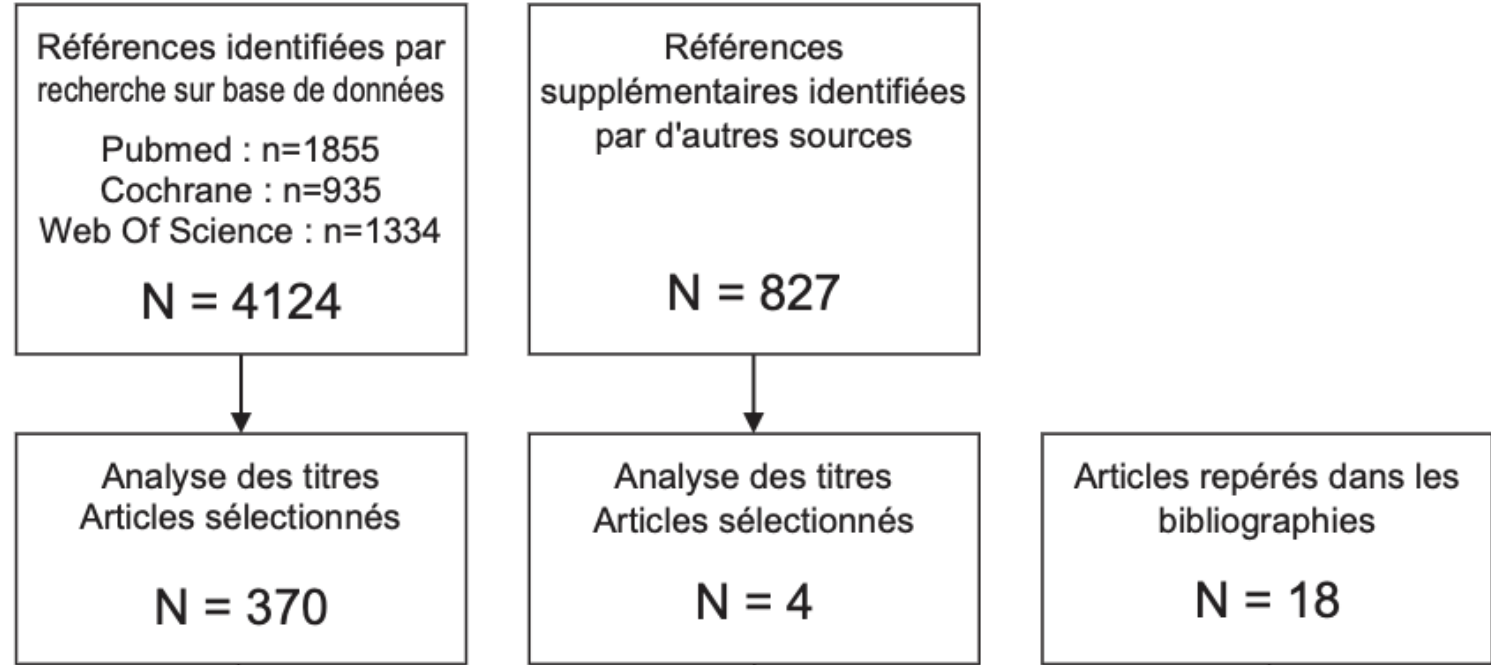 Références identifiées par
recherche sur base de données
Pubmed : n=1855
Cochrane : n=935
Web Of Science : n=1334
N = 4124
Références
supplémentaires identifiées
par d'autres sources
N = 827
Analyse des titres
Articles sélectionnés
N = 370
Analyse des titres
Articles sélectionnés
N = 4
Articles repérés dans les
bibliographies
N = 18